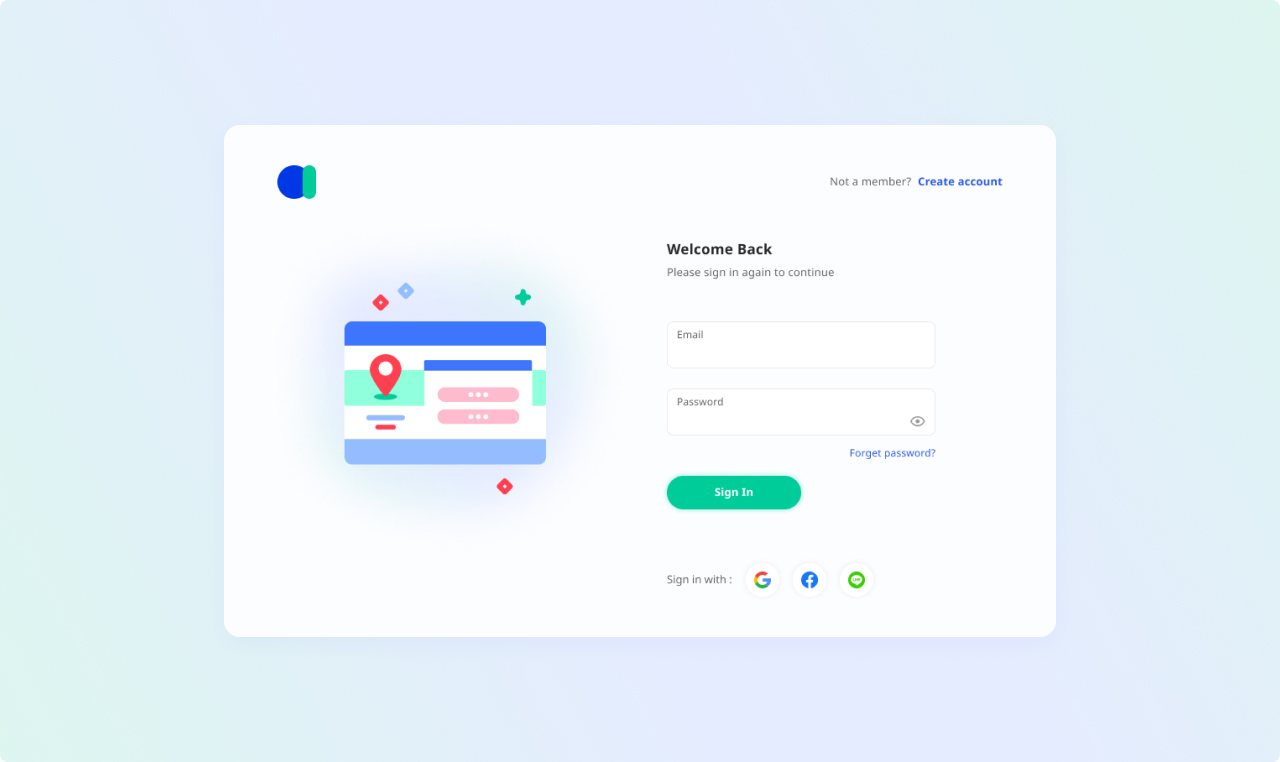 Not a member? Create account
Welcome Back
Please sign in again to continue
Email
Password
Forget password?
Sign In
Sign in with :